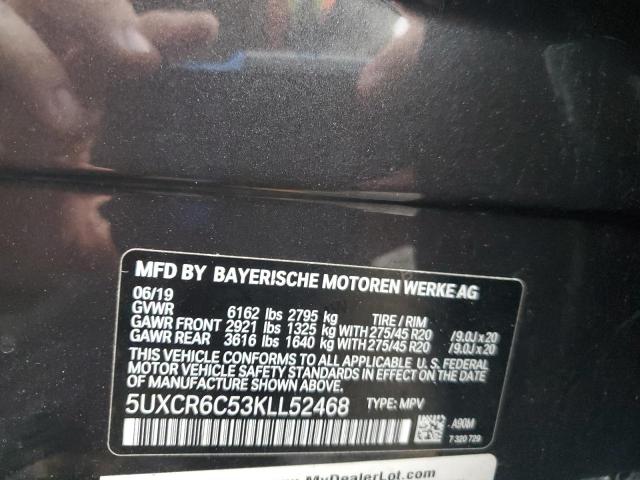 MFD BY BAYERISCHE MOTOREN WERKE AG
06/19
GVWR 6162 lbs 2795 kg TIRE / RIM
GAWR FRONT 2921 lbs 1325 kg WITH 275/45 R20 /9.0J x 20
GAWR REAR 3616 lbs 1640 kg WITH 275/45 R20 /9.0J x 20
THIS VEHICLE CONFORMS TO ALL APPLICABLE U. S. FEDERAL
MOTOR VEHICLE SAFETY STANDARDS IN EFFECT ON THE DATE
OF MANUFACTURE SHOWN ABOVE.
5UXCR6C53KLL52468 TYPE: MPV
A90M
7 320 729
www.MyDealerLot.com